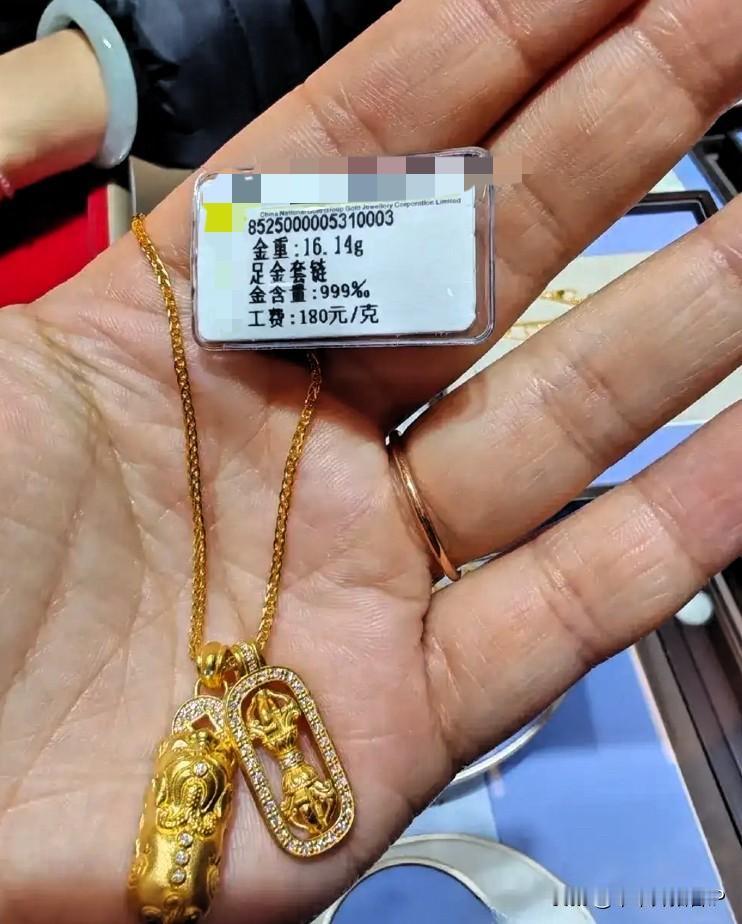 China National Gold Group Gold Jewellery Corporation Limited
8525000005310003
金重:16.14g
足金套链
金含量:999‰
工费:180元/克